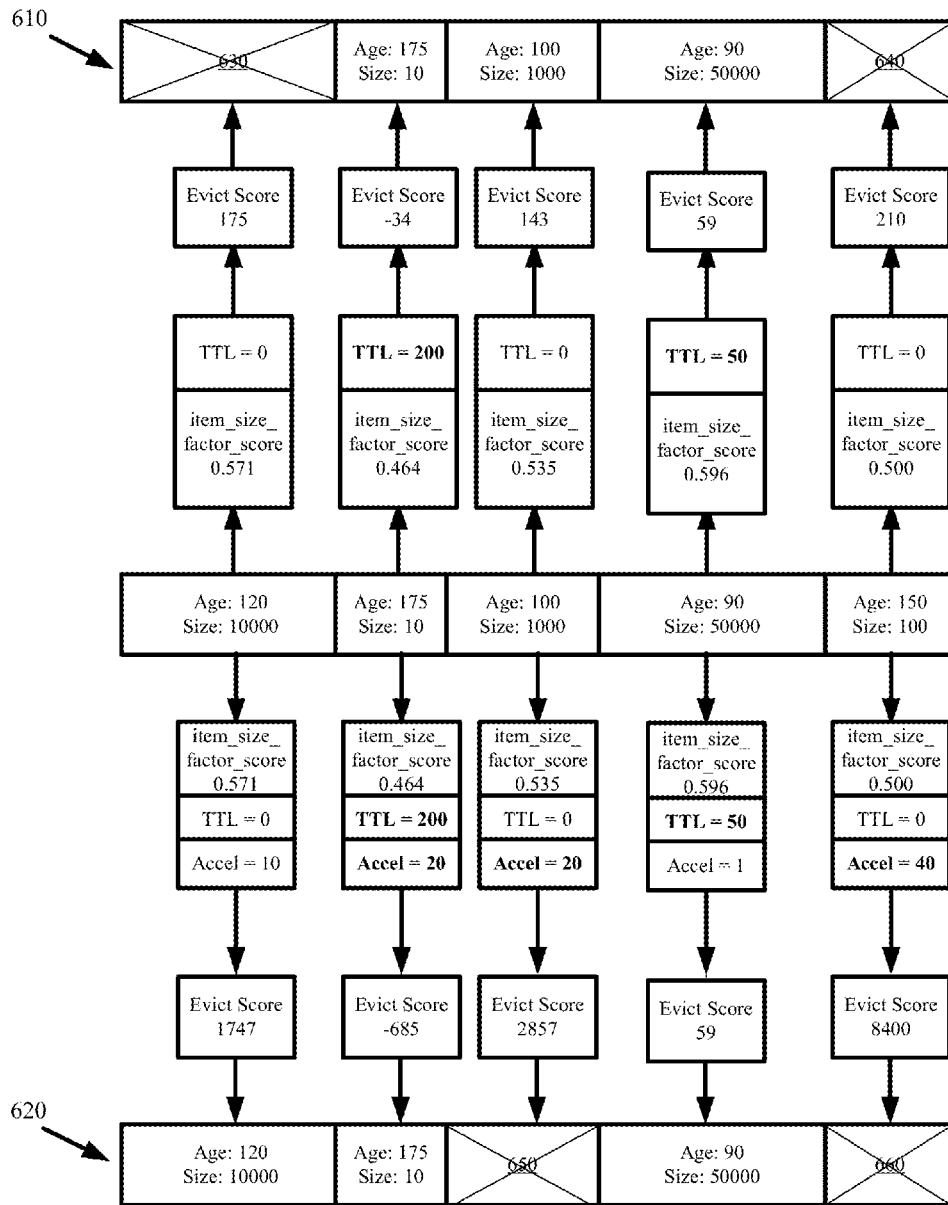 610
630
Age: 175
Size: 10
Age: 100
Size: 1000
Age: 90
Size: 50000
640
Evict Score
175
Evict Score
-34
Evict Score
143
Evict Score
59
Evict Score
210
TTL = 0
item_size_
factor_score
0.571
TTL = 200
item_size_
factor_score
0.464
TTL = 0
item_size_
factor_score
0.535
TTL = 50
item_size_
factor_score
0.596
TTL = 0
item_size_
factor_score
0.500
Age: 120
Size: 10000
Age: 175
Size: 10
Age: 100
Size: 1000
Age: 90
Size: 50000
Age: 150
Size: 100
item_size_
factor_score
0.571
TTL = 0
Accel = 10
item_size_
factor_score
0.464
TTL = 200
Accel = 20
item_size_
factor_score
0.535
TTL = 0
Accel = 20
item_size_
factor_score
0.596
TTL = 50
Accel = 1
item_size_
factor_score
0.500
TTL = 0
Accel = 40
Evict Score
1747
Evict Score
-685
Evict Score
2857
Evict Score
59
Evict Score
8400
620
Age: 120
Size: 10000
Age: 175
Size: 10
650
Age: 90
Size: 50000
660